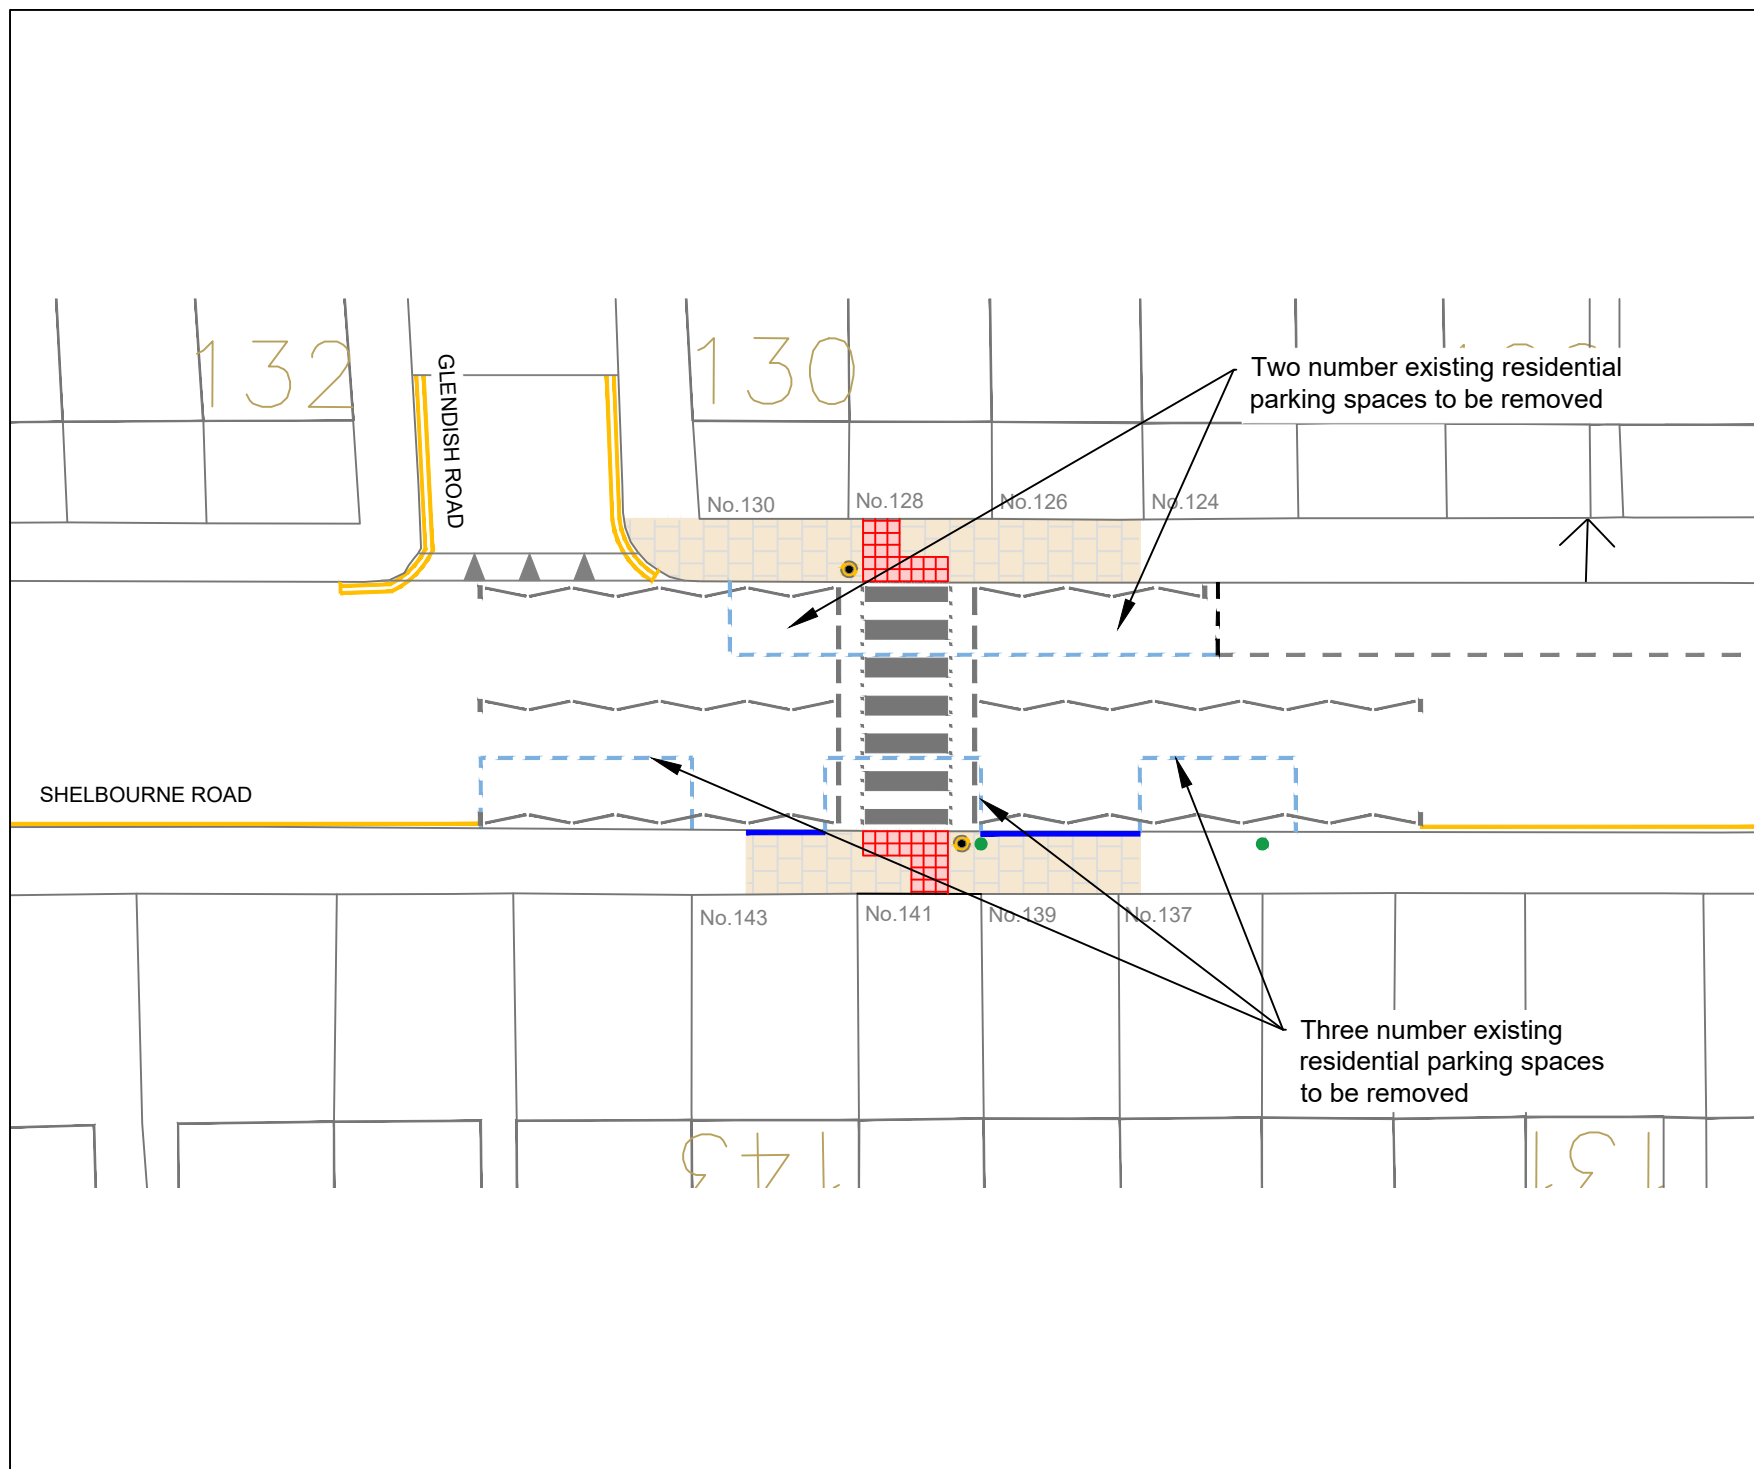 132
130
GLENDISH ROAD
Two number existing residential
parking spaces to be removed
No.130
No.128
No.126
No.124
SHELBOURNE ROAD
No.143
No.141
No.139
No.137
Three number existing
residential parking spaces
to be removed
143
131